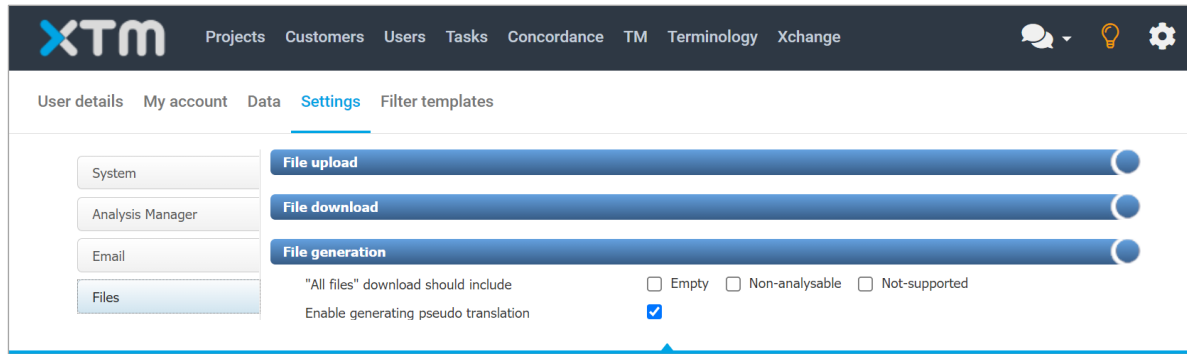 XTM Projects Customers Users Tasks Concordance TM Terminology Xchange
User details My account Data Settings Filter templates
System
Analysis Manager
Email
Files
File upload
File download
File generation
"All files" download should include Empty Non-analysable Not-supported
Enable generating pseudo translation